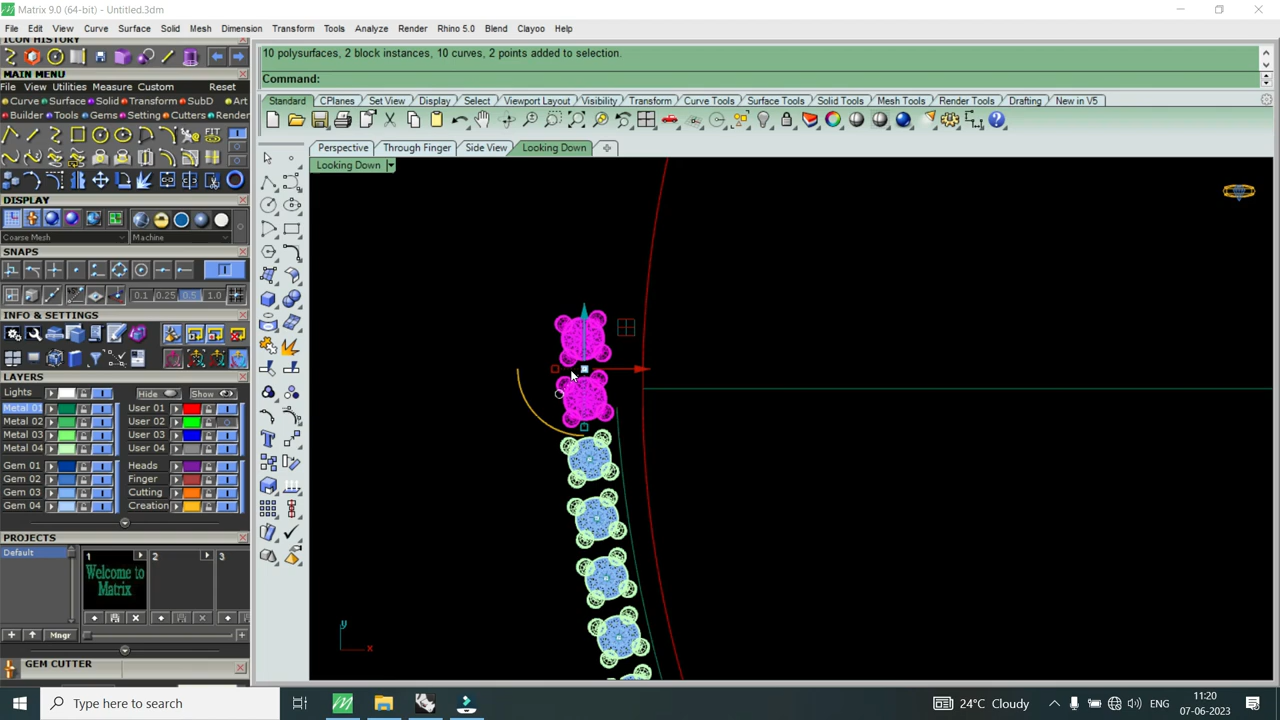 Matrix 9.0 (64-bit) - Untitled.3dm
File Edit View Curve Surface Solid Mesh Dimension Transform Tools Analyze Render Rhino 5.0 Blend Clayoo Help
ICON HISTORY
10 polysurfaces, 2 block instances, 10 curves, 2 points added to selection.
Command:
MAIN MENU
File View Utilities Measure Custom Reset
Curve Surface Solid Transform SubD Art
Builder Tools Gems Setting Cutters Render
Standard CPlanes Set View Display Select Viewport Layout Visibility Transform Curve Tools Surface Tools Solid Tools Mesh Tools Render Tools Drafting New in V5
FIT
Perspective Through Finger Side View Looking Down
Looking Down
DISPLAY
Coarse Mesh Machine
SNAPS
0.1 0.25 0.5 1.0
INFO & SETTINGS
LAYERS
Lights Hide Show
Metal 01 User 01
Metal 02 User 02
Metal 03 User 03
Metal 04 User 04
Gem 01 Heads
Gem 02 Finger
Gem 03 Cutting
Gem 04 Creation
PROJECTS
Default 1 2 3
Welcome to Matrix
Mngr
GEM CUTTER
y
x
Type here to search
24°C Cloudy
ENG
11:20
07-06-2023